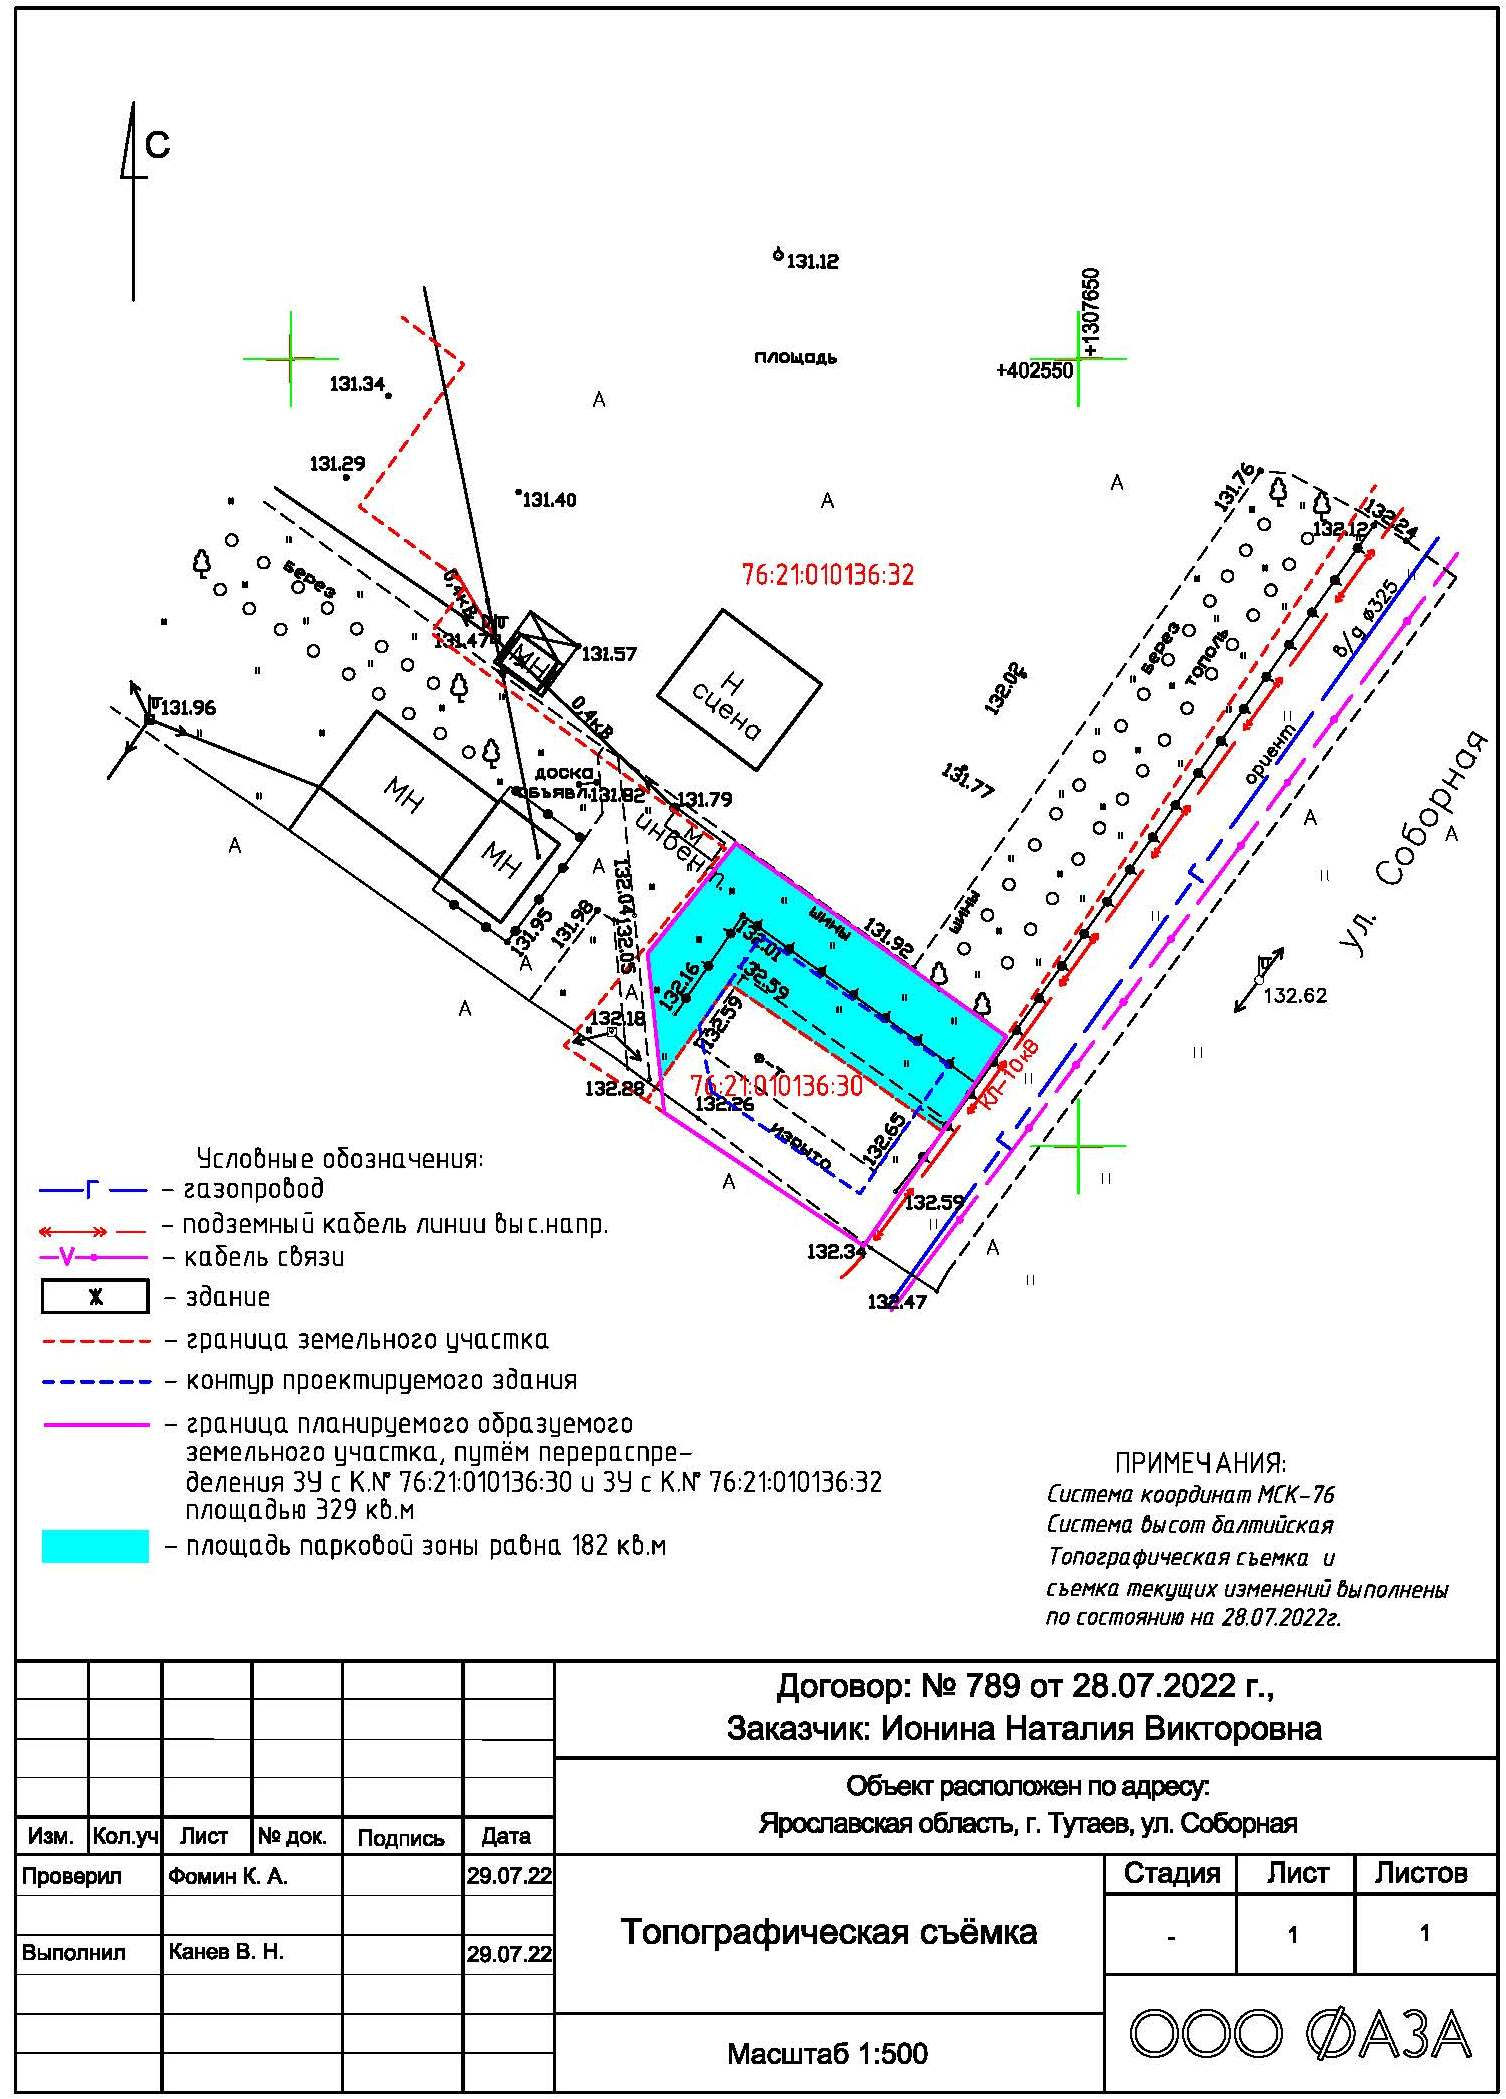 С
131.12
+1307650
+402550
площадь
131.34
А
131.29
131.40
А
А
131.76
132.24
132.12
76:21:010136:32
берез
0,4кВ
131.47
МН
131.57
в/д ф325
Н
сцена
берез
тополь
132.02
131.96
0,4кВ
ориент
ул. Соборная
доска
объявл.
131.82
131.79
131.77
МН
МН
М
инвент.
А
А
А
А
132.04
132.05
131.98
131.95
А
А
А
шины
131.92
шины
132.01
132.16
132.59
132.59
132.62
132.18
132.28
76:21:010136:30
КЛ-10кВ
Г
Г
132.26
изрыто
132.65
А
132.59
132.34
А
132.47
Условные обозначения:
Г – газопровод
– подземный кабель линии выс.напр.
V – кабель связи
Ж – здание
– граница земельного участка
– контур проектируемого здания
– граница планируемого образуемого
земельного участка, путём перераспре-
деления ЗУ с К.№ 76:21:010136:30 и ЗУ с К.№ 76:21:010136:32
площадью 329 кв.м
– площадь парковой зоны равна 182 кв.м
ПРИМЕЧАНИЯ:
Система координат МСК-76
Система высот балтийская
Топографическая съемка и
съемка текущих изменений выполнены
по состоянию на 28.07.2022г.
Договор: № 789 от 28.07.2022 г.,
Заказчик: Ионина Наталия Викторовна
Объект расположен по адресу:
Ярославская область, г. Тутаев, ул. Соборная
Изм. Кол.уч Лист № док. Подпись Дата
Проверил Фомин К. А. 29.07.22
Выполнил Канев В. Н. 29.07.22
Топографическая съёмка
Стадия Лист Листов
- 1 1
Масштаб 1:500
ООО ФАЗА